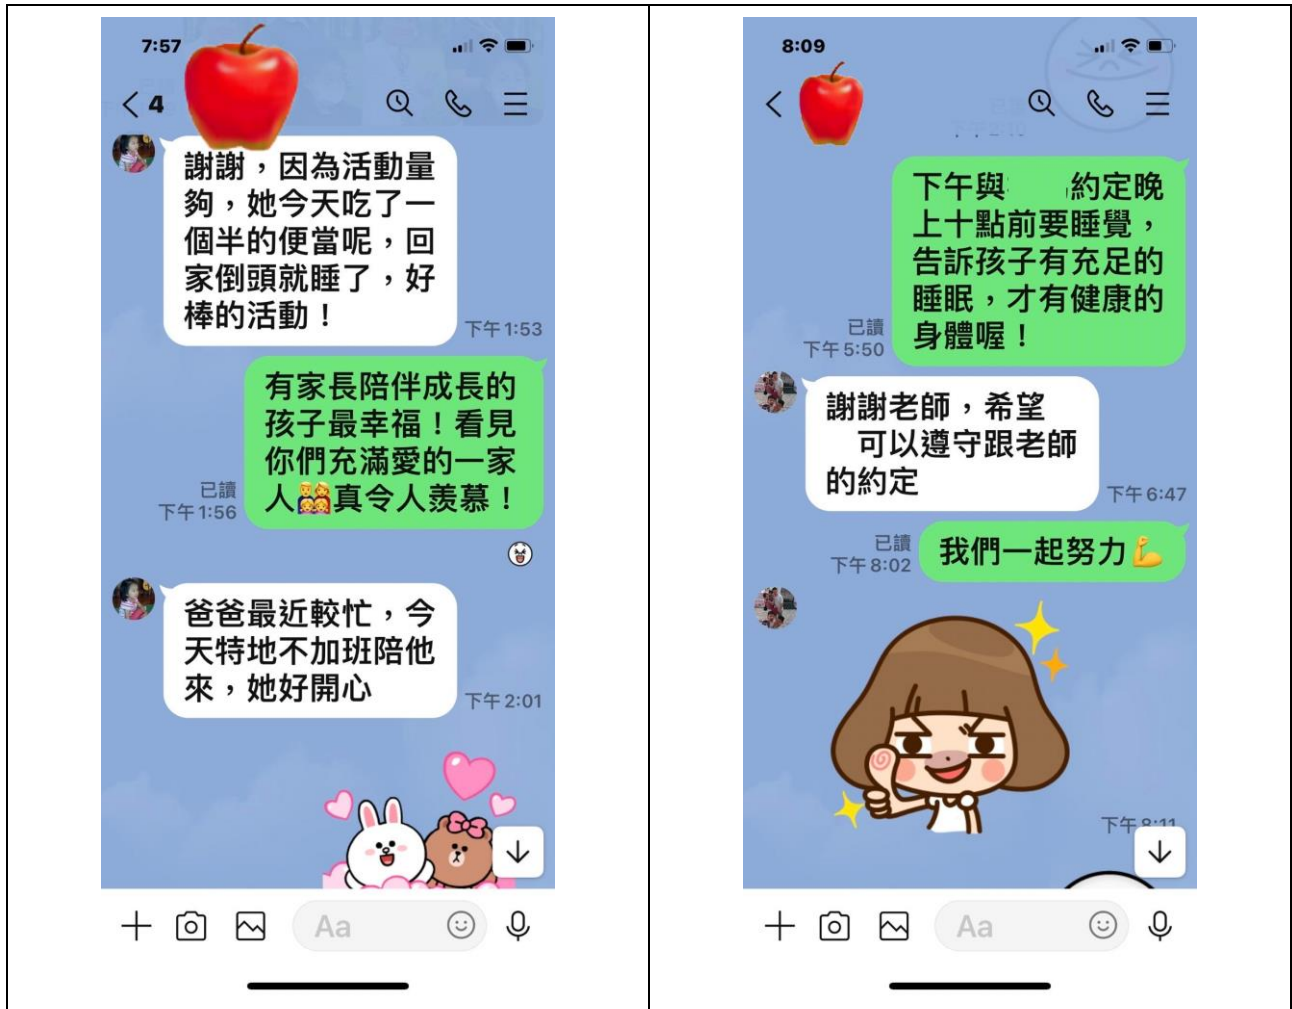 7:57
4
謝謝，因為活動量
夠，她今天吃了一
個半的便當呢，回
家倒頭就睡了，好
棒的活動！
下午 1:53
有家長陪伴成長的
孩子最幸福！看見
你們充滿愛的一家
人👨‍👩‍👧‍👧真令人羨慕！
已讀
下午 1:56
爸爸最近較忙，今
天特地不加班陪他
來，她好開心
下午 2:01
Aa
8:09
下午與 約定晚
上十點前要睡覺，
告訴孩子有充足的
睡眠，才有健康的
身體喔！
已讀
下午 5:50
謝謝老師，希望
可以遵守跟老師
的約定
下午 6:47
我們一起努力💪
已讀
下午 8:02
下午 8:11
Aa